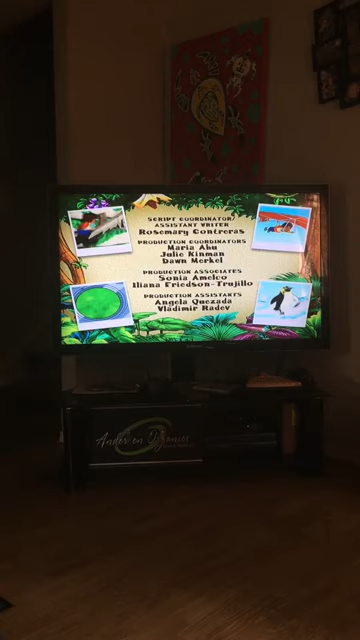 SCRIPT COORDINATOR/
ASSISTANT WRITER
Rosemary Contreras
PRODUCTION COORDINATORS
Maria Ahu
Julie Kinman
Dawn Merkel
PRODUCTION ASSOCIATES
Sonia Amelco
Iliana Friedson-Trujillo
PRODUCTION ASSISTANTS
Angela Quezada
Vladimir Radev